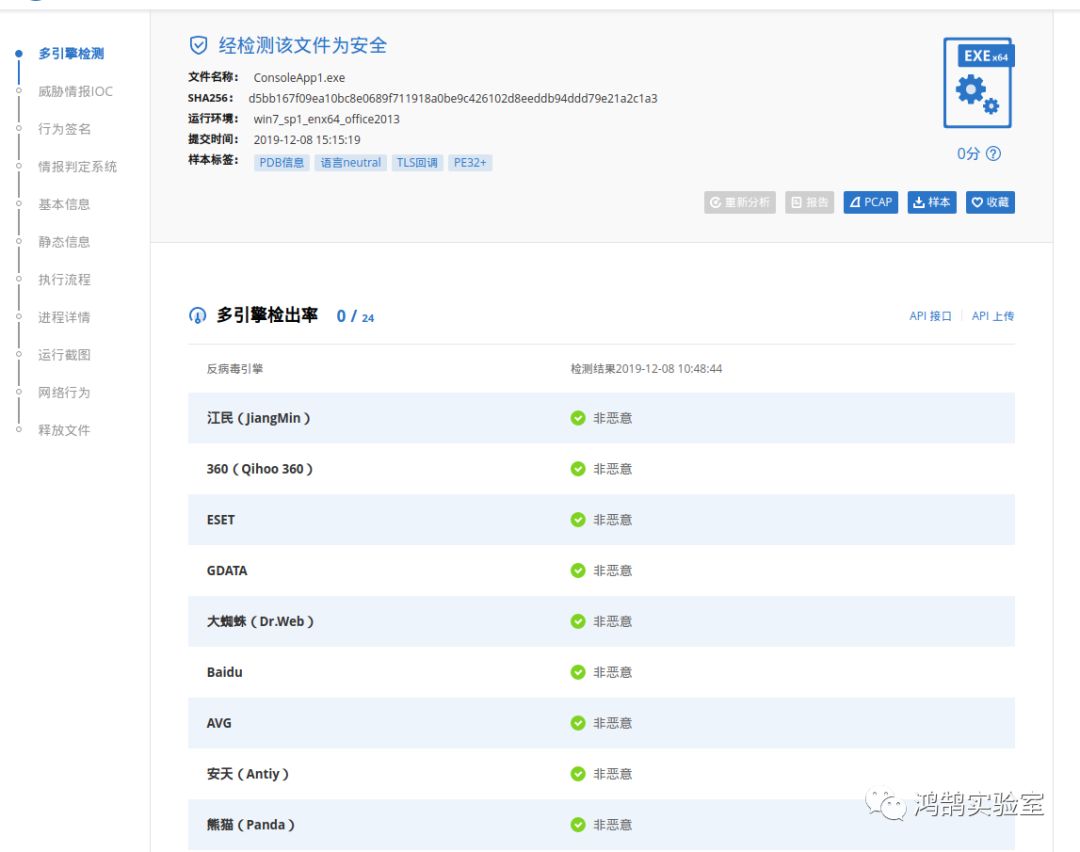 多引擎检测
威胁情报IOC
行为签名
情报判定系统
基本信息
静态信息
执行流程
进程详情
运行截图
网络行为
释放文件
经检测该文件为安全
文件名称： ConsoleApp1.exe
SHA256： d5bb167f09ea10bc8e0689f711918a0be9c426102d8eeddb94ddd79e21a2c1a3
运行环境： win7_sp1_enx64_office2013
提交时间： 2019-12-08 15:15:19
样本标签： PDB信息 语言neutral TLS回调 PE32+
EXE x64
0分 ?
重新分析 报告 PCAP 样本 收藏
多引擎检出率 0 / 24
API 接口 API 上传
反病毒引擎 检测结果2019-12-08 10:48:44
江民（JiangMin） 非恶意
360（Qihoo 360） 非恶意
ESET 非恶意
GDATA 非恶意
大蜘蛛（Dr.Web） 非恶意
Baidu 非恶意
AVG 非恶意
安天（Antiy） 非恶意
熊猫（Panda） 非恶意
鸿鹄实验室